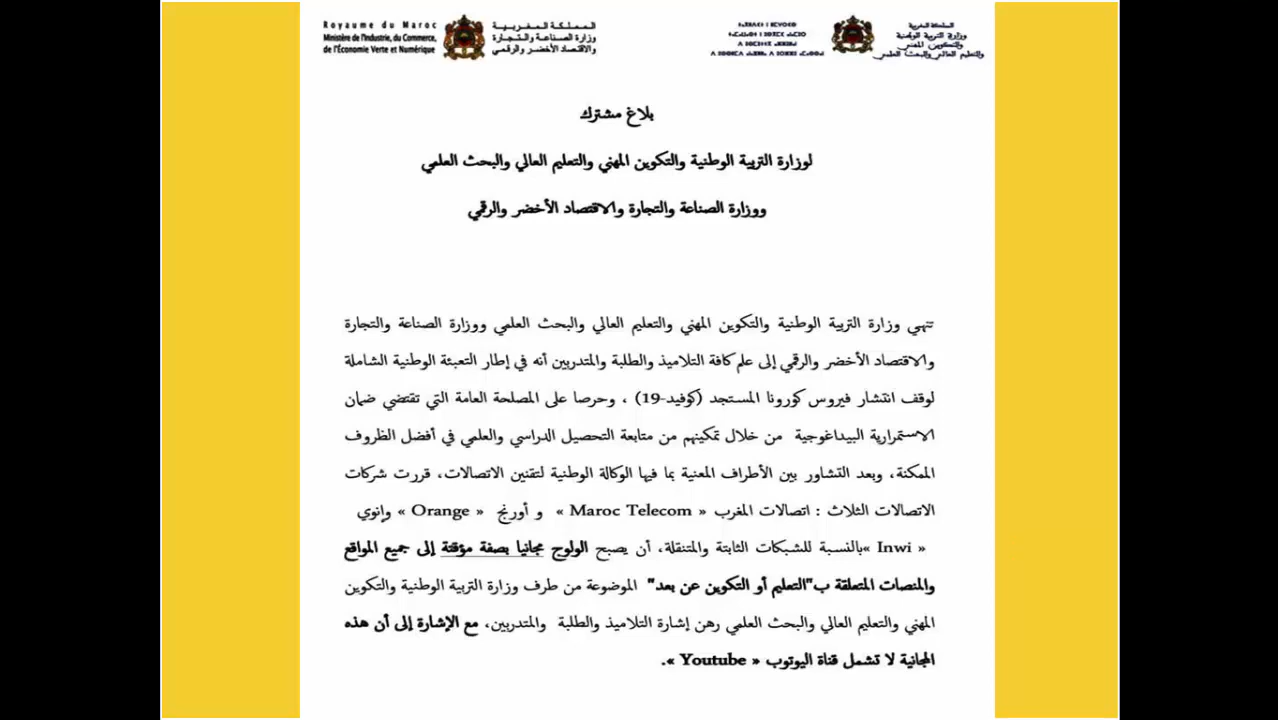 Royaume du Maroc
Ministère de l'Industrie, du Commerce,
de l'Économie Verte et Numérique
المملكة المغربية
وزارة الصناعة والتجارة
والاقتصاد الأخضر والرقمي
المملكة المغربية
وزارة التربية الوطنية
والتكوين المهني
والتعليم العالي والبحث العلمي
بلاغ مشترك
لوزارة التربية الوطنية والتكوين المهني والتعليم العالي والبحث العلمي
ووزارة الصناعة والتجارة والاقتصاد الأخضر والرقمي
تنهي وزارة التربية الوطنية والتكوين المهني والتعليم العالي والبحث العلمي ووزارة الصناعة والتجارة
والاقتصاد الأخضر والرقمي إلى علم كافة التلاميذ والطلبة والمتدربين أنه في إطار التعبئة الوطنية الشاملة
لوقف انتشار فيروس كورونا المستجد (كوفيد-19) ، وحرصا على المصلحة العامة التي تقتضي ضمان
الاستمرارية البيداغوجية من خلال تمكينهم من متابعة التحصيل الدراسي والعلمي في أفضل الظروف
الممكنة، وبعد التشاور بين الأطراف المعنية بما فيها الوكالة الوطنية لتقنين الاتصالات، قررت شركات
الاتصالات الثلاث : اتصالات المغرب « Maroc Telecom » و أورنج « Orange » وإنوي
« Inwi »بالنسبة للشبكات الثابتة والمتنقلة، أن يصبح الولوج مجانيا بصفة مؤقتة إلى جميع المواقع
والمنصات المتعلقة ب"التعليم أو التكوين عن بعد" الموضوعة من طرف وزارة التربية الوطنية والتكوين
المهني والتعليم العالي والبحث العلمي رهن إشارة التلاميذ والطلبة والمتدربين، مع الإشارة إلى أن هذه
المجانية لا تشمل قناة اليوتوب « Youtube ».